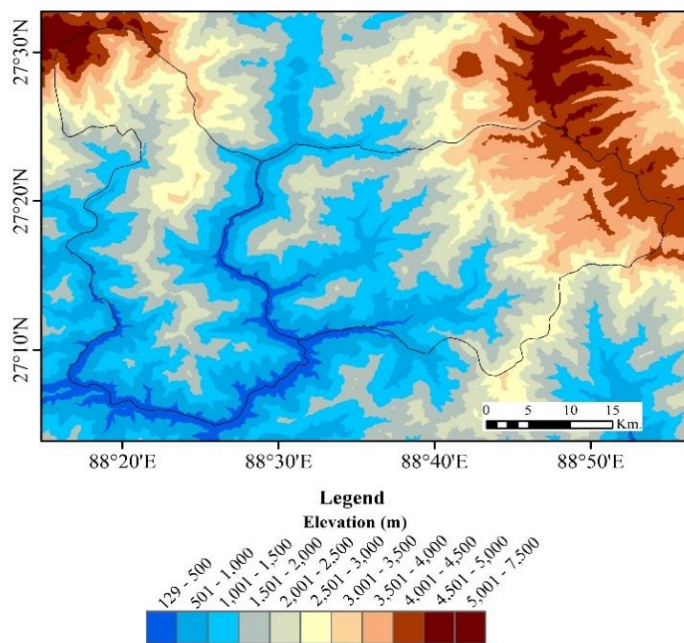 27°30'N
27°20'N
27°10'N
0 5 10 15
Km.
88°20'E 88°30'E 88°40'E 88°50'E
Legend
Elevation (m)
129 - 500
501 - 1.000
1,001 - 1,500
1,501 - 2,000
2,001 - 2,500
2,501 - 3,000
3.001 - 3,500
3,501 - 4,000
4,001 - 4,500
4,501 - 5,000
5,001 - 7,500